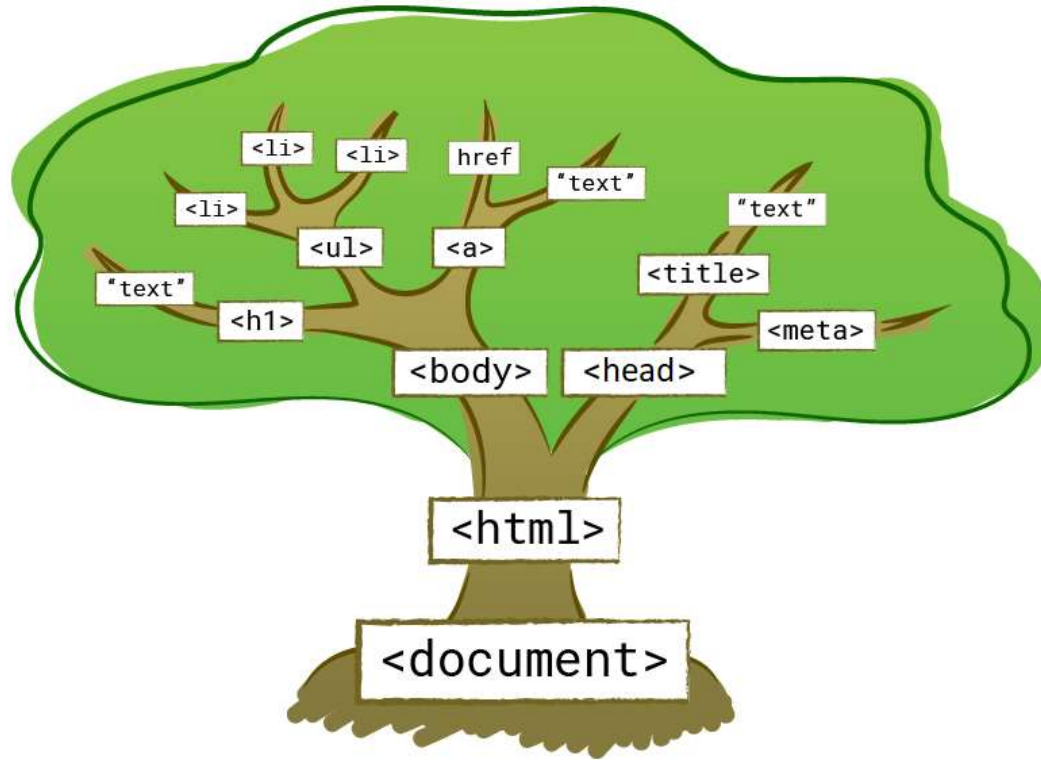 <li>
<li>
href
"text"
<li>
"text"
<ul>
<a>
<title>
"text"
<h1>
<meta>
<body>
<head>
<html>
<document>